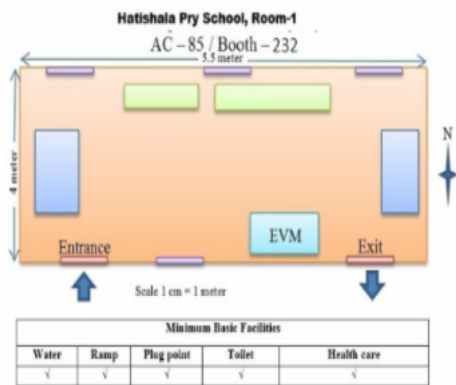 Hatishala Pry School, Room-1
AC – 85 / Booth – 232
5.5 meter
4 meter
N
EVM
Entrance
Exit
Scale 1 cm = 1 meter
Minimum Basic Facilities
Water Ramp Plug point Toilet Health care
√ √ √ √ √